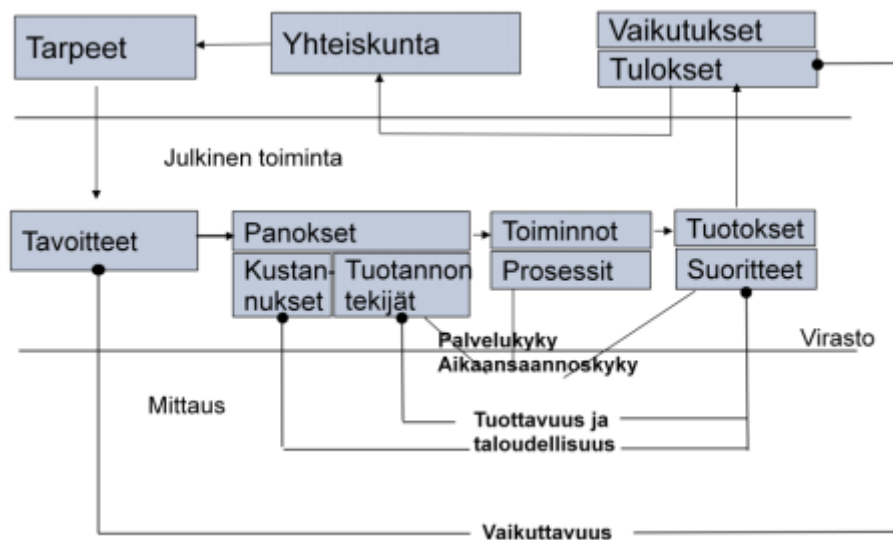 Tarpeet
Yhteiskunta
Vaikutukset
Tulokset
Julkinen toiminta
Tavoitteet
Panokset
Kustan-
nukset
Tuotannon
tekijät
Toiminnot
Prosessit
Tuotokset
Suoritteet
Palvelukyky
Aikaansaannoskyky
Virasto
Mittaus
Tuottavuus ja
taloudellisuus
Vaikuttavuus